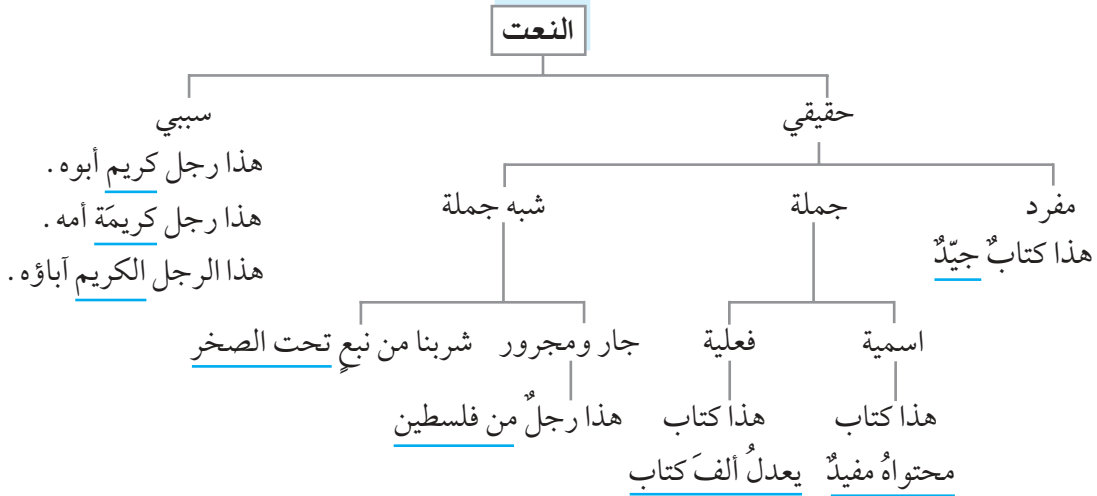 النعت
حقيقي
سببي
هذا رجل كريم أبوه .
هذا رجل كريمَة أمه .
هذا الرجل الكريم آباؤه .
مفرد
جملة
شبه جملة
هذا كتابٌ جيّدٌ
اسمية
فعلية
جار ومجرور
شربنا من نبعٍ تحت الصخر
هذا كتاب
محتواهُ مفيدٌ
هذا كتاب
يعدلُ ألفَ كتاب
هذا رجلٌ من فلسطين